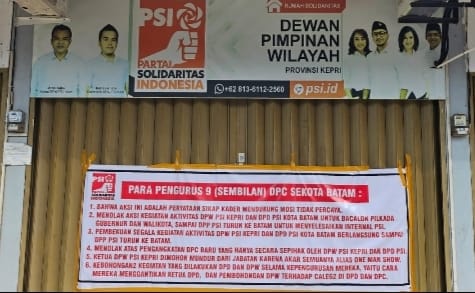 PSI
PARTAI
SOLIDARITAS
INDONESIA
RUMAH SOLIDARITAS
DEWAN
PIMPINAN
WILAYAH
PROVINSI KEPRI
+62 813-6112-2560
psi.id
PSI
PARA PENGURUS 9 (SEMBILAN) DPC SEKOTA BATAM :
1. BAHWA AKSI INI ADALAH PERYATAAN SIKAP KADER MENDUKUNG MOSI TIDAK PERCAYA.
2. MENOLAK AKSI KEGIATAN AKTIVITAS DPW PSI KEPRI DAN DPD PSI KOTA BATAM UNTUK BACALON PILKADA
GUBERNUR DAN WALIKOTA, SAMPAI DPP PSI TURUN KE BATAM UNTUK MENYELESAIKAN INTERNAL PSI.
3. PEMBEKUAN SEGALA KEGIATAN AKTIVITAS DPW PSI KEPRI DAN DPD PSI KOTA BATAM BERLANGSUNG SAMPAI
DPP PSI TURUN KE BATAM.
4. MENOLAK ATAS PENGANGKATAN DPC BARU YANG HANYA SECARA SEPIHAK OLEH DPW PSI KEPRI DAN DPD PSI.
5. KETUA DPW PSI KEPRI DIMOHON MUNDUR DARI JABATAN KARENA AKAR SEMUANYA ALIAS ONE MAN SHOW.
6. KEBOHONGANZ KEGIATAN YANG DILAKUKAN DPD DAN DPW SELAMA KEPENGURUSAN MEREKA, YAITU CARA
MEREKA MENGGANTIKAN KETUA DPD, DAN PEMBOHONGAN DPW TERHADAP CALEG2 DI DPD DAN DPC.